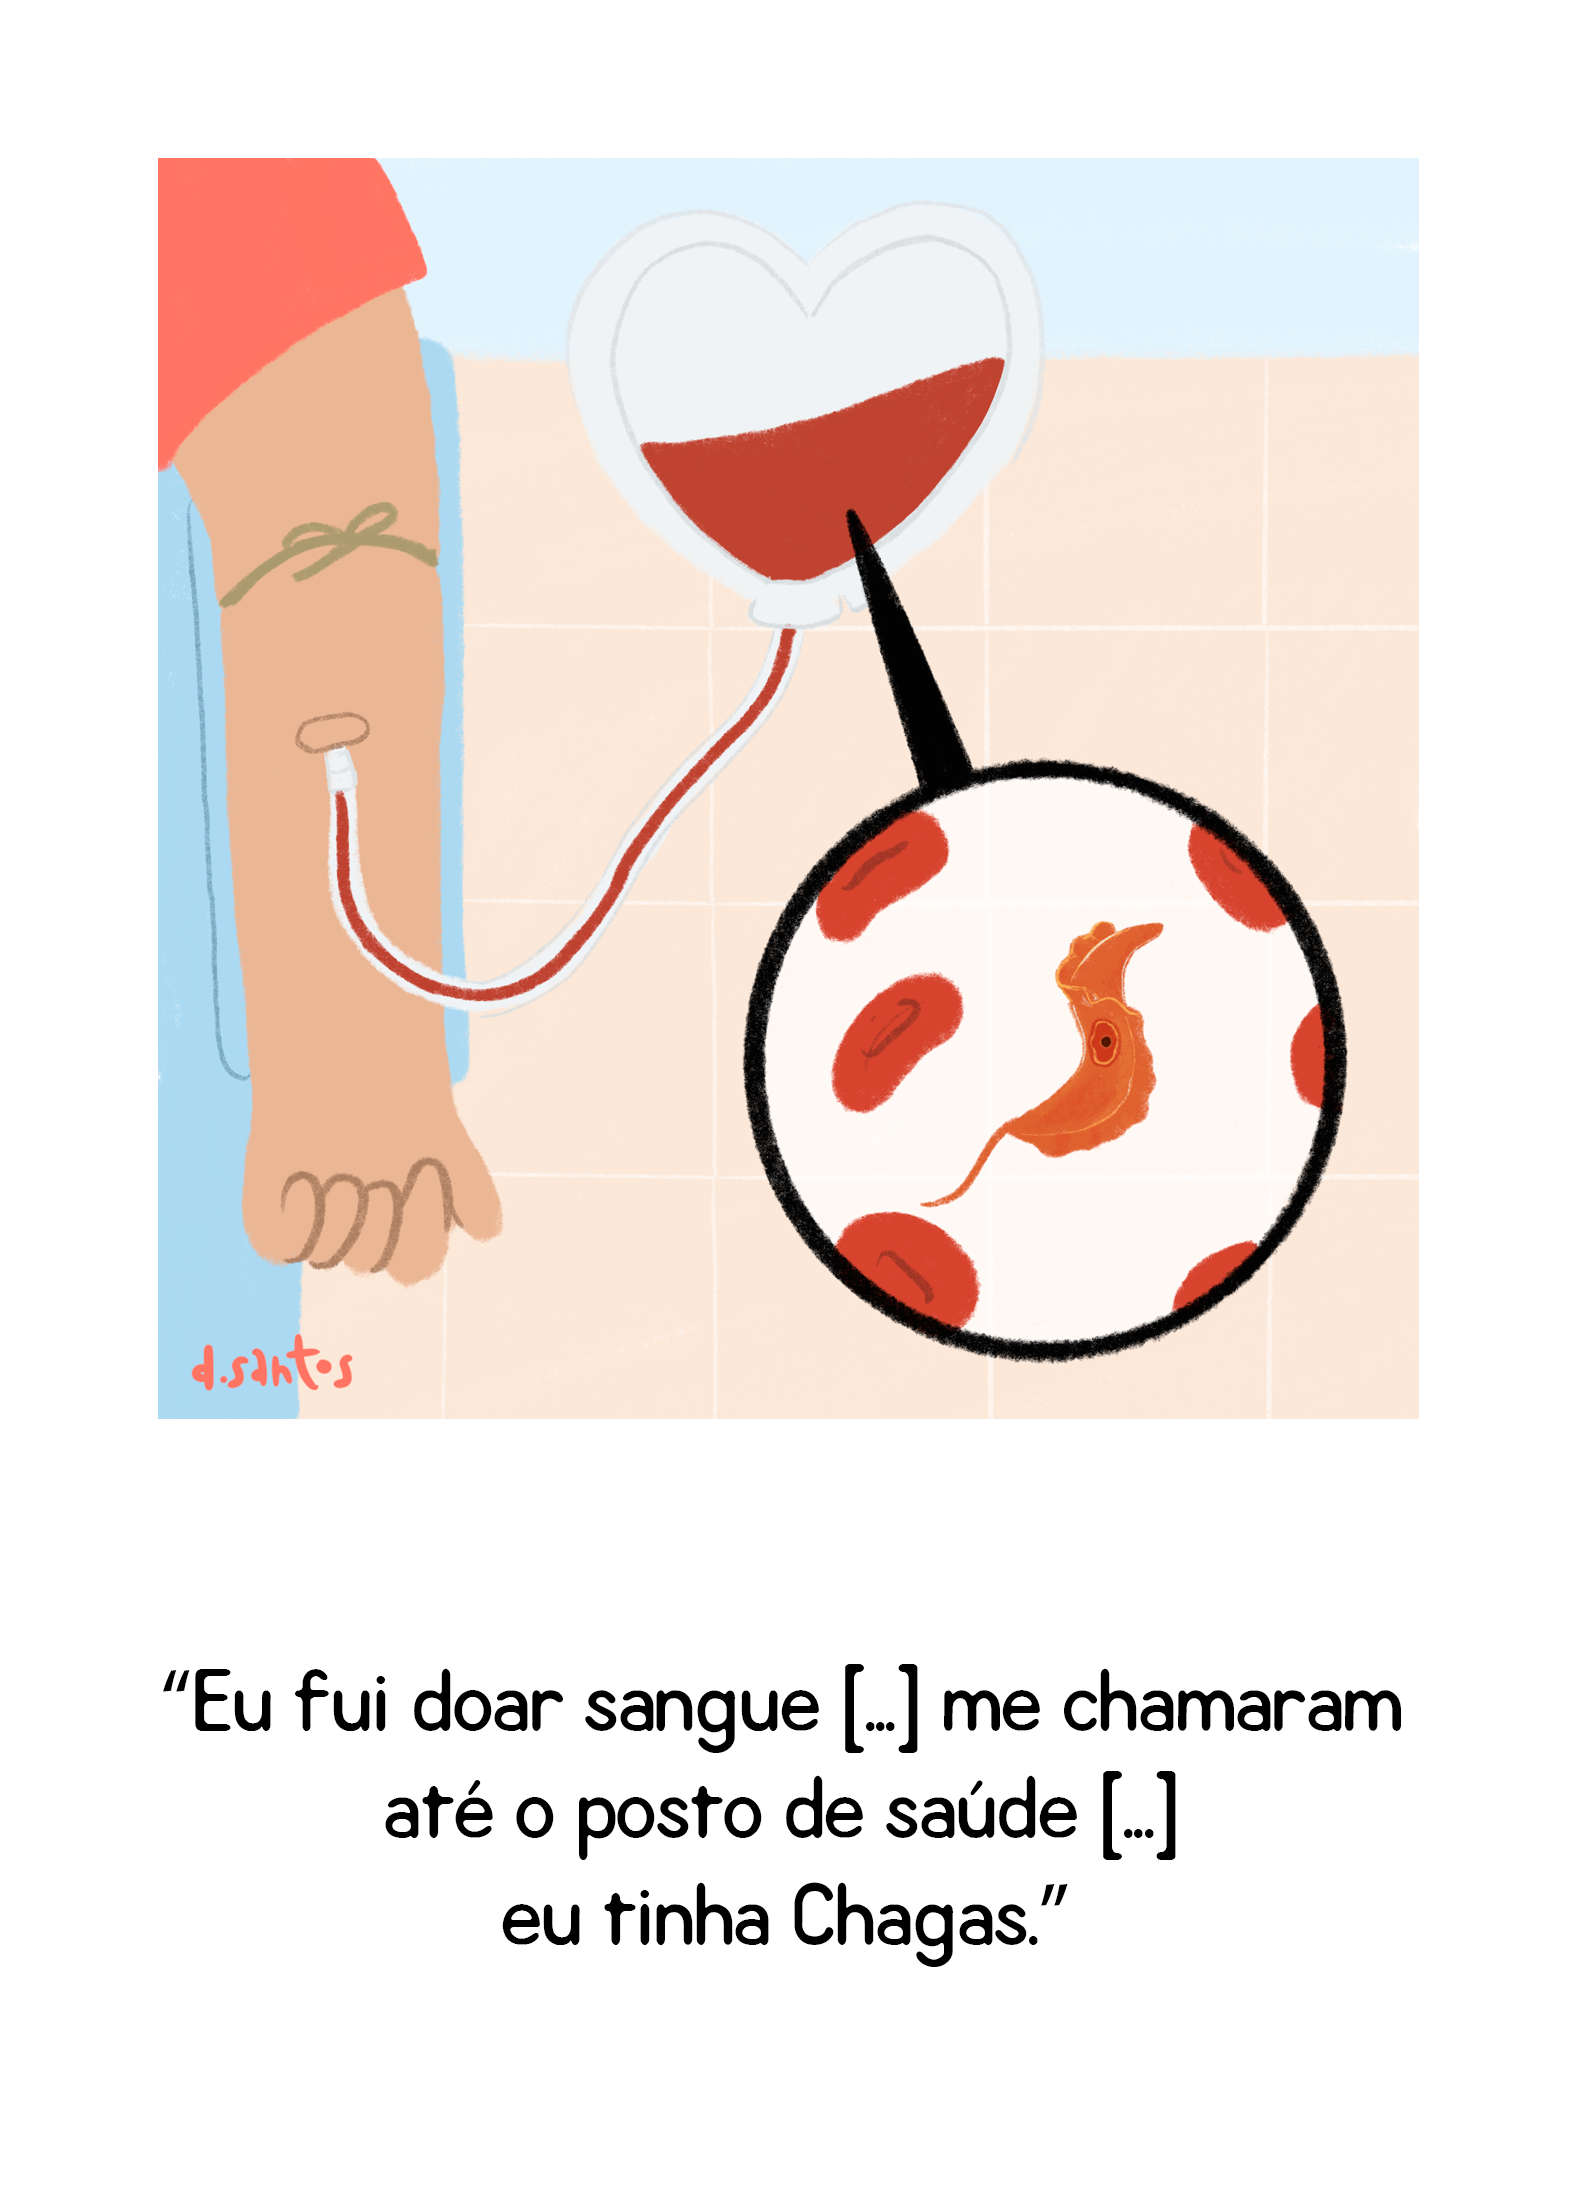 d.santos
“Eu fui doar sangue [...] me chamaram
até o posto de saúde [...]
eu tinha Chagas.”